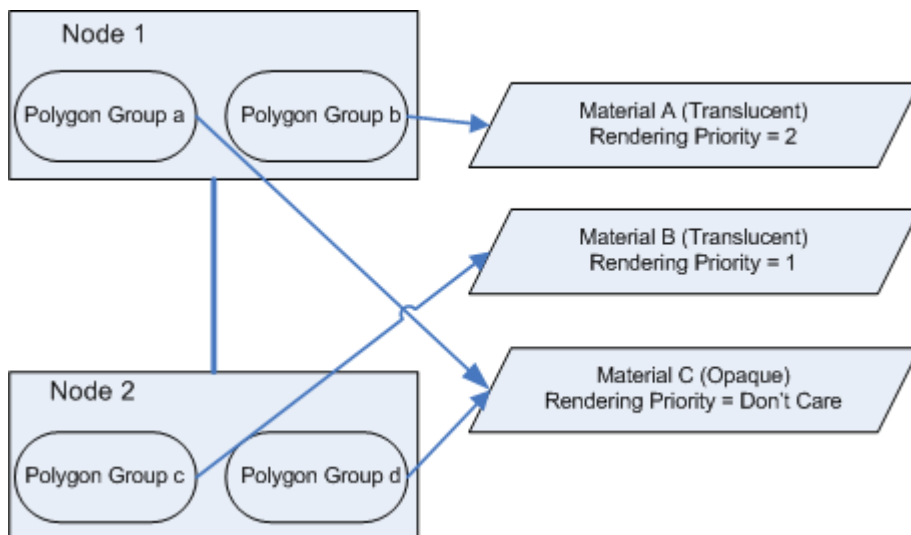 Node 1
Polygon Group a
Polygon Group b
Material A (Translucent)
Rendering Priority = 2
Material B (Translucent)
Rendering Priority = 1
Material C (Opaque)
Rendering Priority = Don't Care
Node 2
Polygon Group c
Polygon Group d